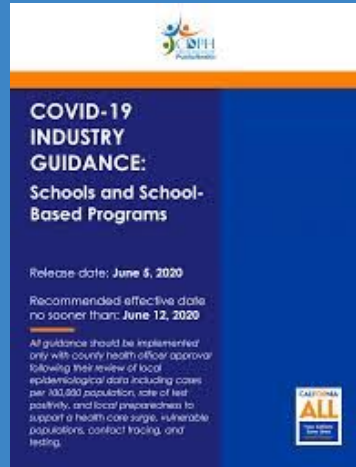 CDPH
PublicHealth
COVID-19
INDUSTRY
GUIDANCE:
Schools and School-
Based Programs
Release date: June 5, 2020
Recommended effective date
no sooner than: June 12, 2020
All guidance should be implemented
only with county health officer approval
following their review of local
epidemiological data including cases
per 100,000 population, rate of test
positivity, and local preparedness to
support a health care surge, vulnerable
populations, contact tracing, and
testing.
CALIFORNIA
ALL